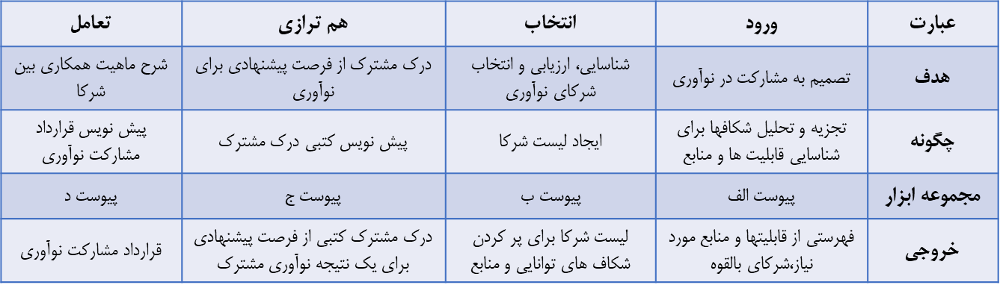 عبارت ورود انتخاب هم ترازی تعامل
هدف
تصمیم به مشارکت در نوآوری
شناسایی، ارزیابی و انتخاب
شرکای نوآوری
درک مشترک از فرصت پیشنهادی برای
نوآوری
شرح ماهیت همکاری بین
شرکا
چگونه
تجزیه و تحلیل شکافها برای
شناسایی قابلیت ها و منابع
ایجاد لیست شرکا
پیش نویس کتبی درک مشترک
پیش نویس قرارداد
مشارکت نوآوری
مجموعه ابزار پیوست الف پیوست ب پیوست ج پیوست د
خروجی
فهرستی از قابلیتها و منابع مورد
نیاز،شرکای بالقوه
لیست شرکا برای پر کردن
شکاف های توانایی و منابع
درک مشترک کتبی از فرصت پیشنهادی
برای یک نتیجه نوآوری مشترک
قرارداد مشارکت نوآوری